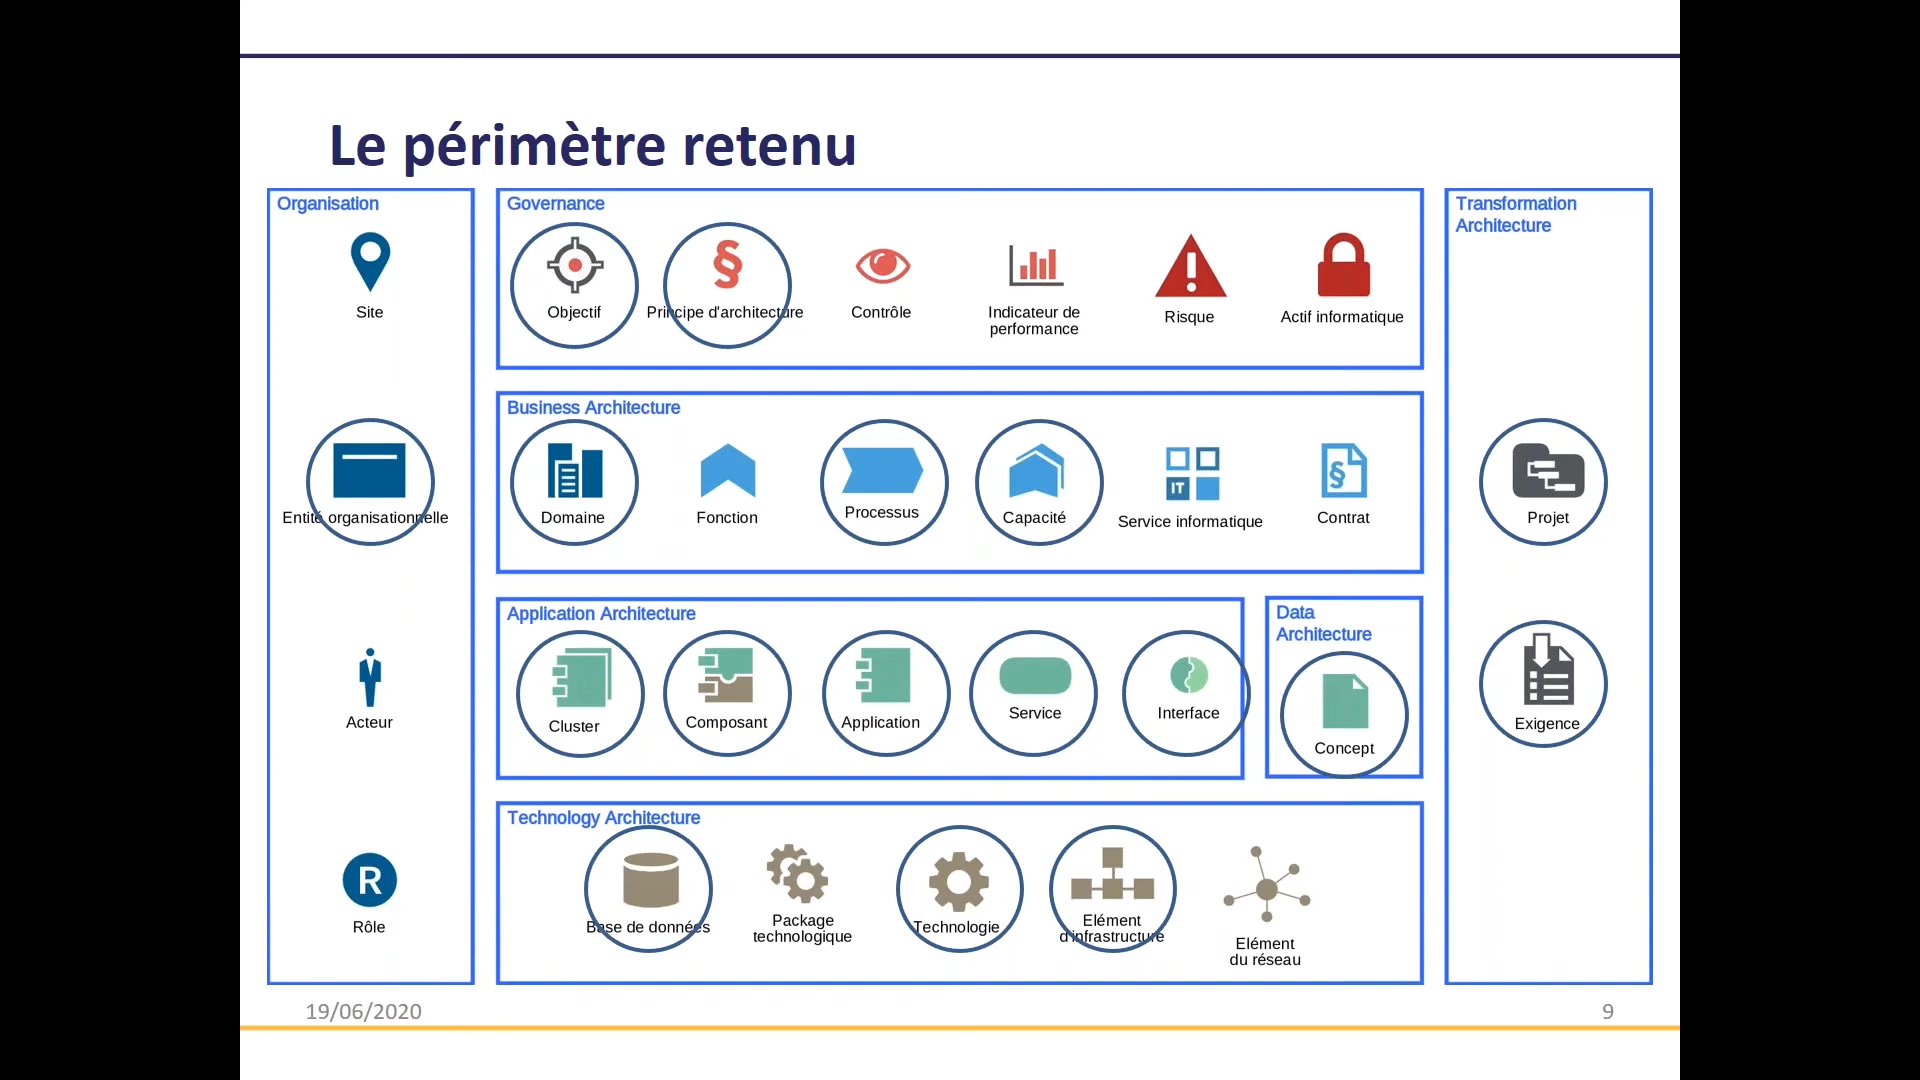 Le périmètre retenu
Organisation
Site
Entité organisationnelle
Acteur
R
Rôle
Governance
§
Objectif
Principe d'architecture
Contrôle
Indicateur de
performance
Risque
Actif informatique
Business Architecture
IT
§
Domaine
Fonction
Processus
Capacité
Service informatique
Contrat
Application Architecture
Cluster
Composant
Application
Service
Interface
Data
Architecture
Concept
Technology Architecture
Base de données
Package
technologique
Technologie
Elément
d'infrastructure
Elément
du réseau
Transformation
Architecture
Projet
Exigence
19/06/2020
9